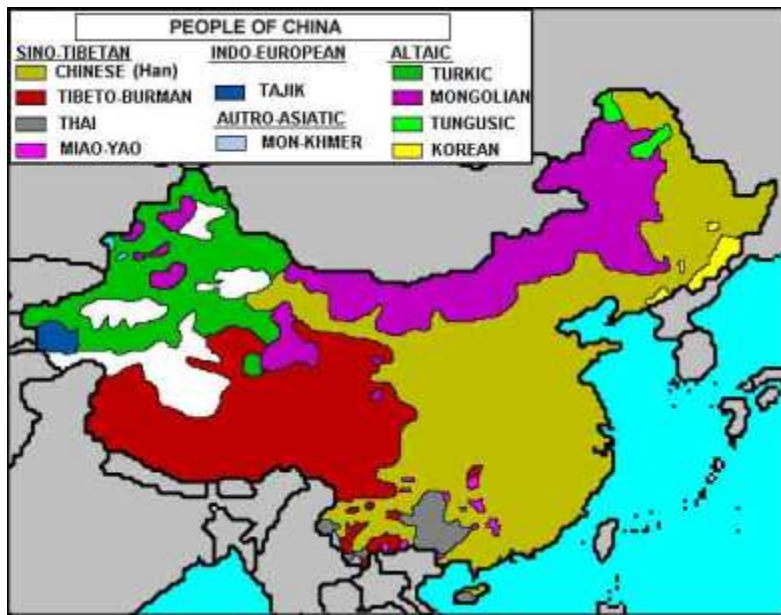 PEOPLE OF CHINA
SINO-TIBETAN
CHINESE (Han)
TIBETO-BURMAN
THAI
MIAO-YAO
INDO-EUROPEAN
TAJIK
AUTRO-ASIATIC
MON-KHMER
ALTAIC
TURKIC
MONGOLIAN
TUNGUSIC
KOREAN